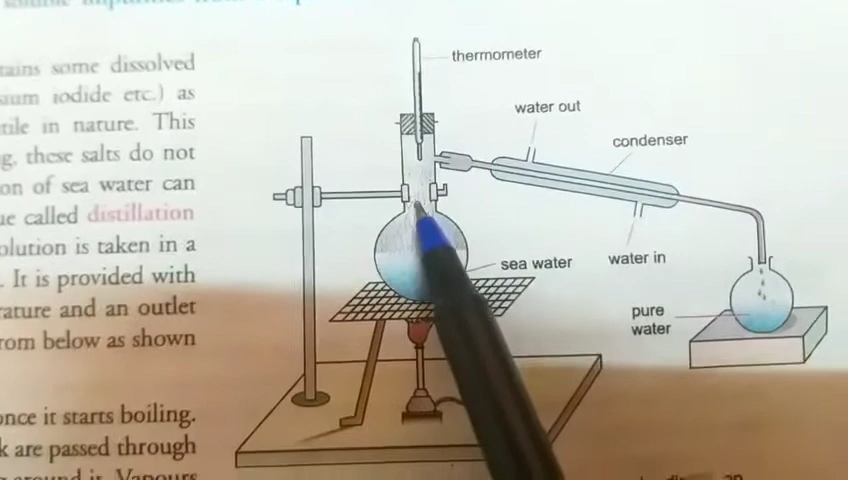 tains some dissolved
sium iodide etc.) as
tile in nature. This
g, these salts do not
on of sea water can
ue called distillation
olution is taken in a
. It is provided with
rature and an outlet
rom below as shown
once it starts boiling.
k are passed through
Vapours
thermometer
water out
condenser
sea water
water in
pure
water